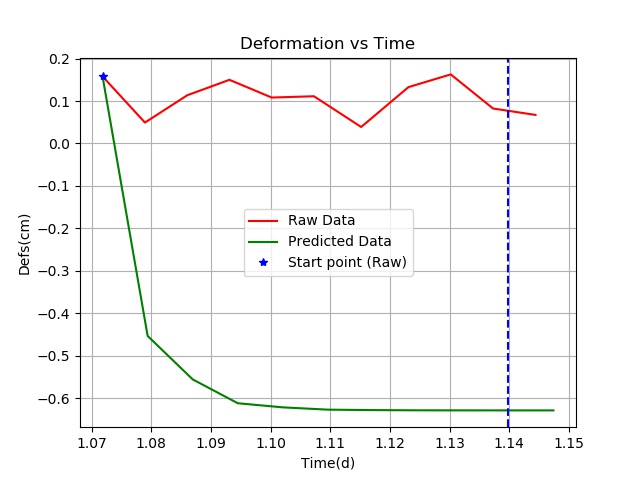 Deformation vs Time
Defs(cm)
0.2
0.1
0.0
−0.1
−0.2
−0.3
−0.4
−0.5
−0.6
Raw Data
Predicted Data
Start point (Raw)
1.07 1.08 1.09 1.10 1.11 1.12 1.13 1.14 1.15
Time(d)